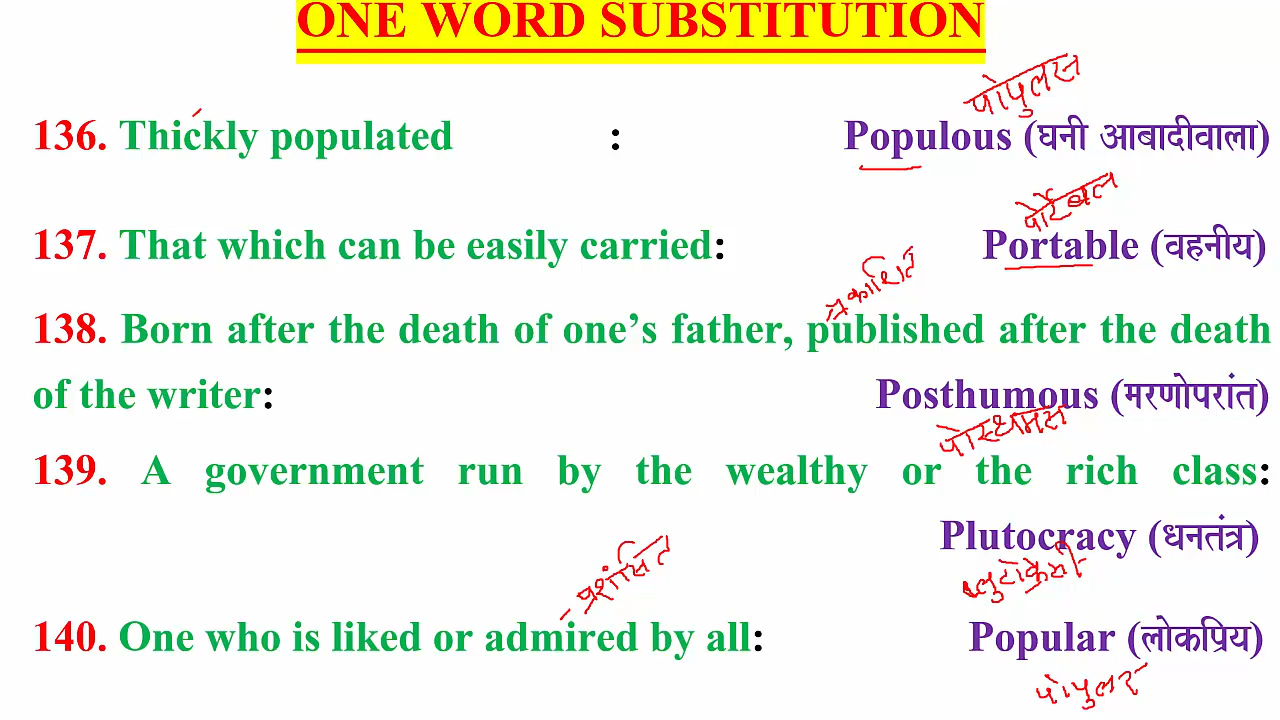 ONE WORD SUBSTITUTION
पोपुलस
136. Thickly populated : Populous (घनी आबादीवाला)
पोर्टेबल
137. That which can be easily carried: Portable (वहनीय)
प्रकाशित
138. Born after the death of one’s father, published after the death
of the writer: Posthumous (मरणोपरांत)
पोस्थमस
139. A government run by the wealthy or the rich class:
Plutocracy (धनतंत्र)
प्लुटोक्रेसी
प्रशंसित
140. One who is liked or admired by all: Popular (लोकप्रिय)
पोपुलर